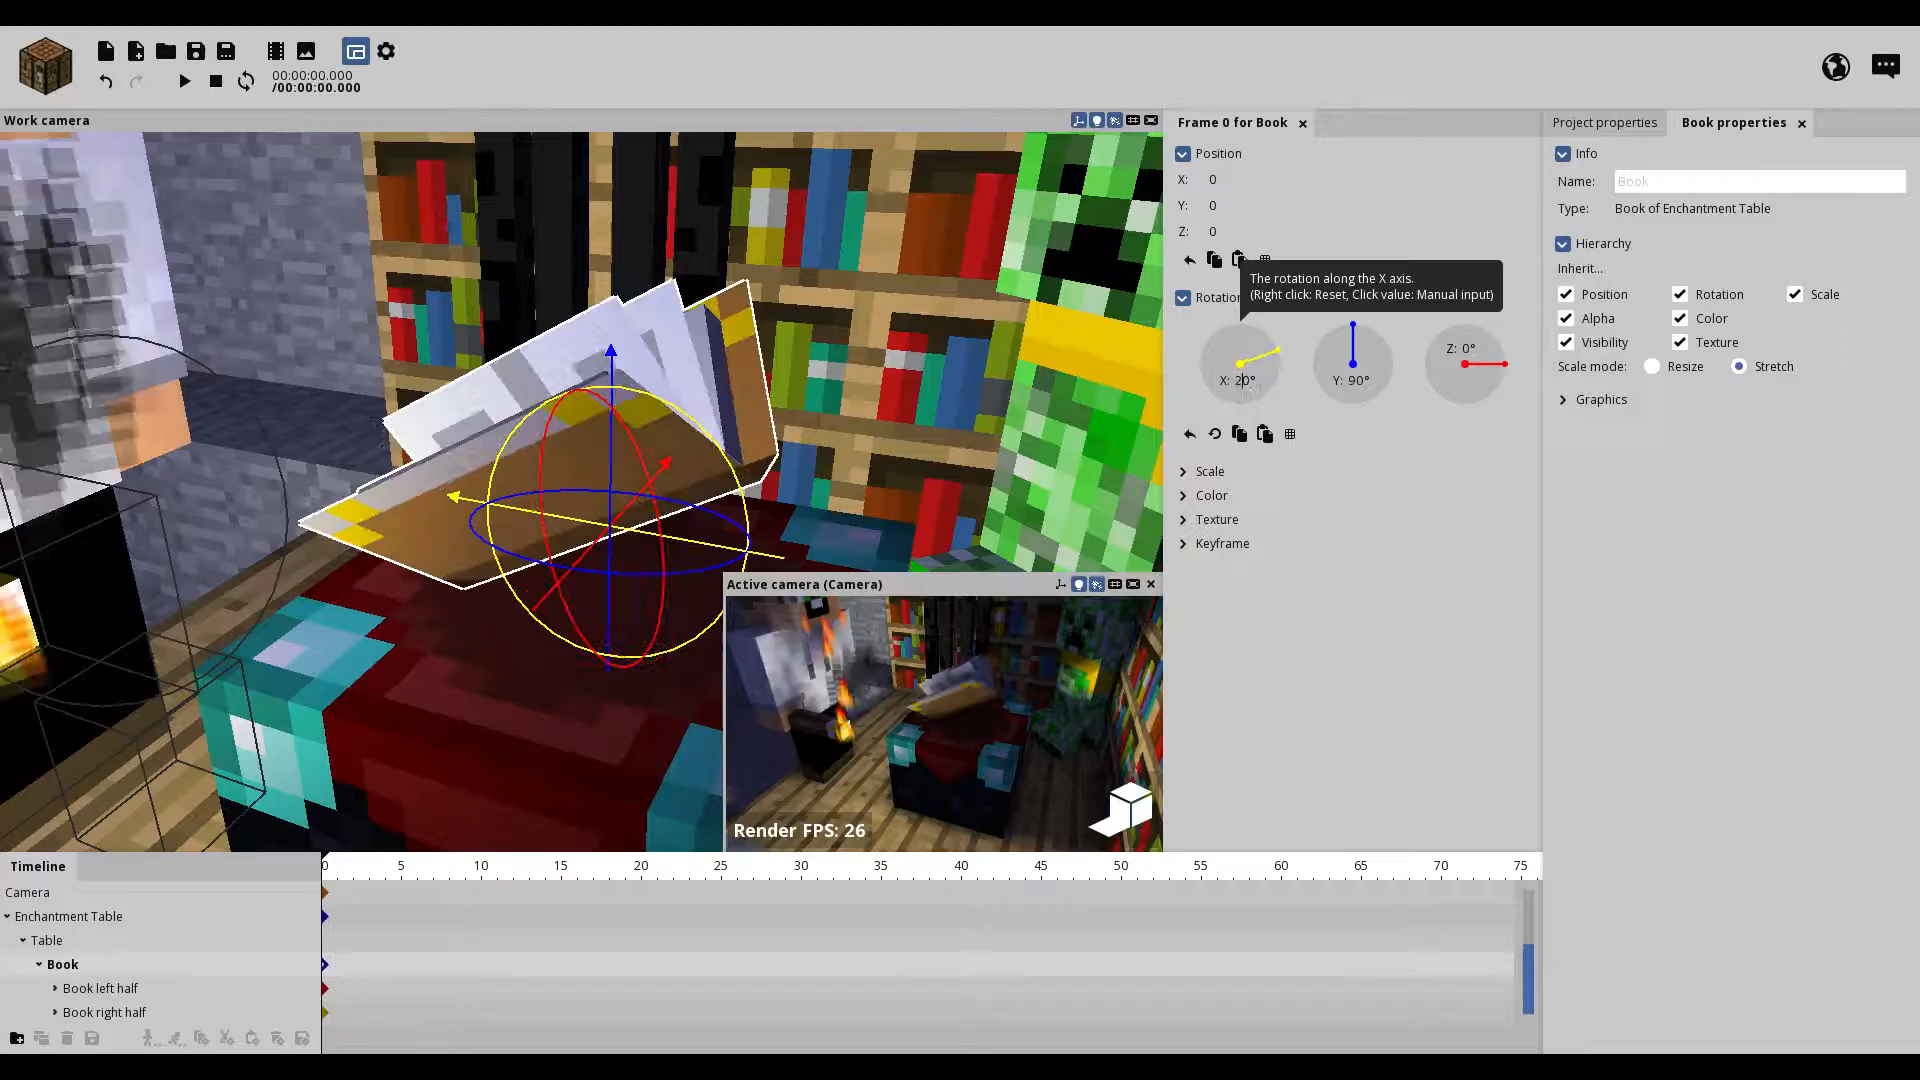 00:00:00.000
/00:00:00.000
Work camera
Frame 0 for Book
Position
X: 0
Y: 0
Z: 0
The rotation along the X axis.
(Right click: Reset, Click value: Manual input)
Rotation
X: 20°
Y: 90°
Z: 0°
Scale
Color
Texture
Keyframe
Project properties
Book properties
Info
Name: Book
Type: Book of Enchantment Table
Hierarchy
Inherit...
Position Rotation Scale
Alpha Color
Visibility Texture
Scale mode: Resize Stretch
Graphics
Active camera (Camera)
Render FPS: 26
Timeline
0 5 10 15 20 25 30 35 40 45 50 55 60 65 70 75
Camera
Enchantment Table
Table
Book
Book left half
Book right half